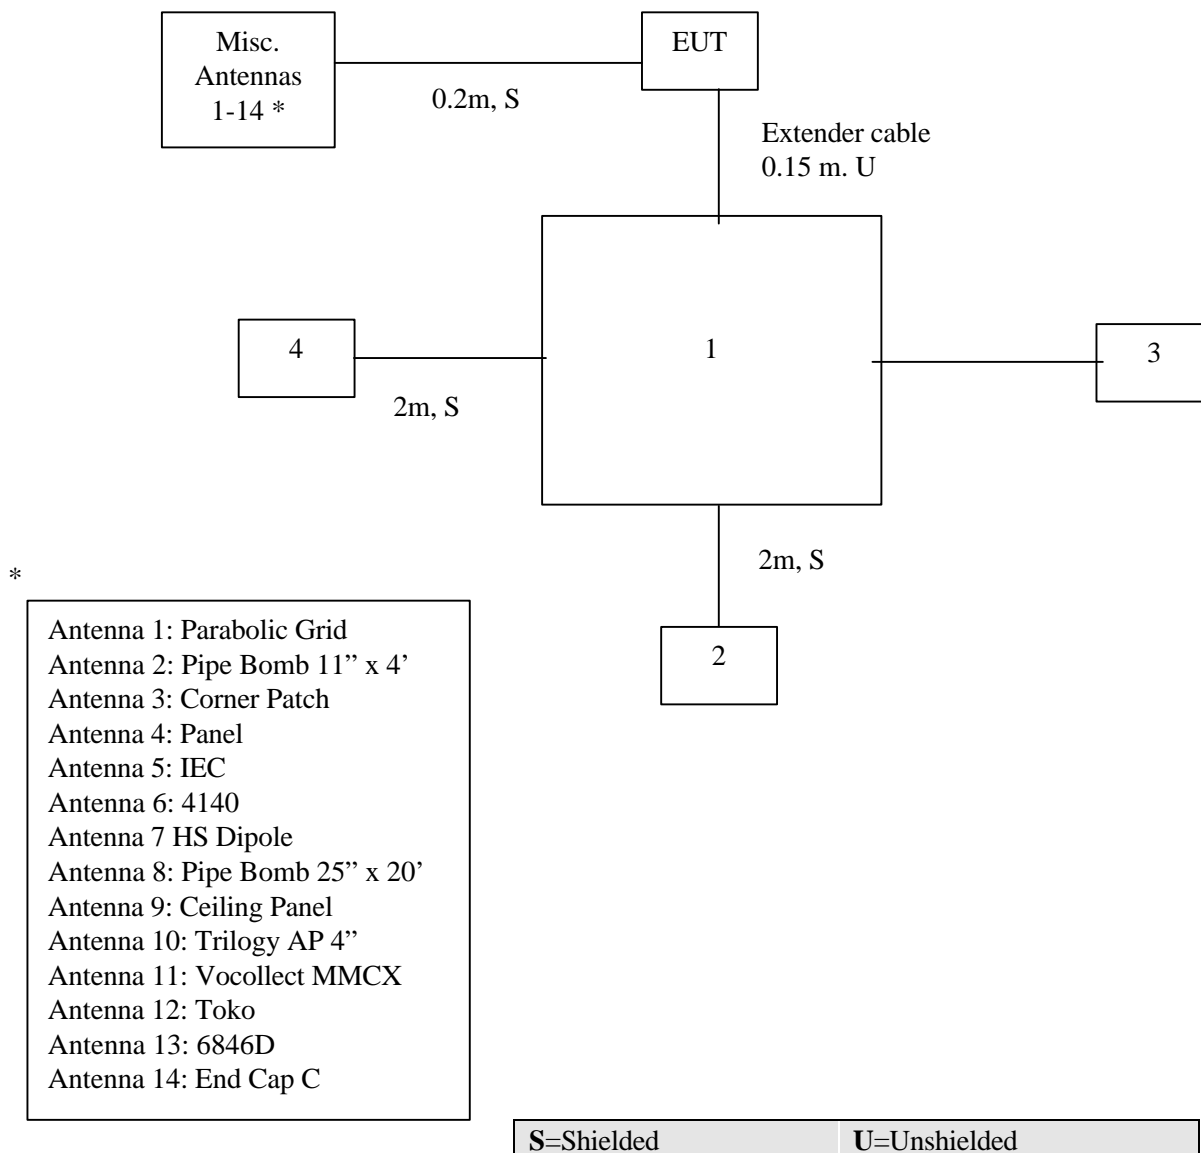 Misc.
Antennas
1-14 *
EUT
0.2m, S
Extender cable
0.15 m. U
4
1
3
2m, S
2m, S
2
*
Antenna 1: Parabolic Grid
Antenna 2: Pipe Bomb 11” x 4’
Antenna 3: Corner Patch
Antenna 4: Panel
Antenna 5: IEC
Antenna 6: 4140
Antenna 7 HS Dipole
Antenna 8: Pipe Bomb 25” x 20’
Antenna 9: Ceiling Panel
Antenna 10: Trilogy AP 4”
Antenna 11: Vocollect MMCX
Antenna 12: Toko
Antenna 13: 6846D
Antenna 14: End Cap C
S=Shielded U=Unshielded